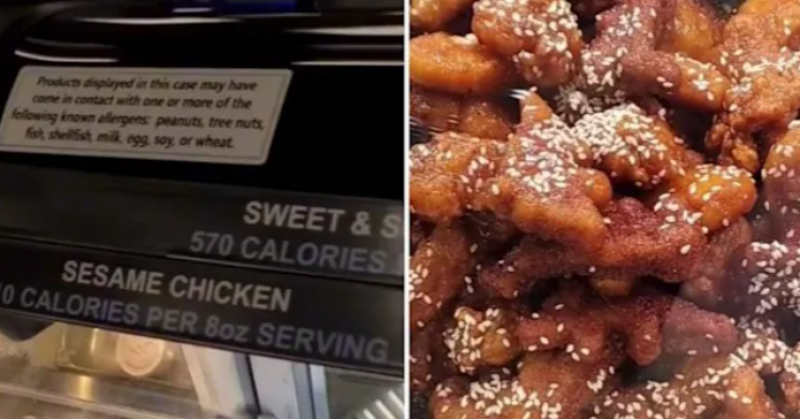 Products displayed in this case may have
come in contact with one or more of the
following known allergens: peanuts, tree nuts,
fish, shellfish, milk, egg, soy, or wheat.
SWEET & S
570 CALORIES
SESAME CHICKEN
0 CALORIES PER 8oz SERVING